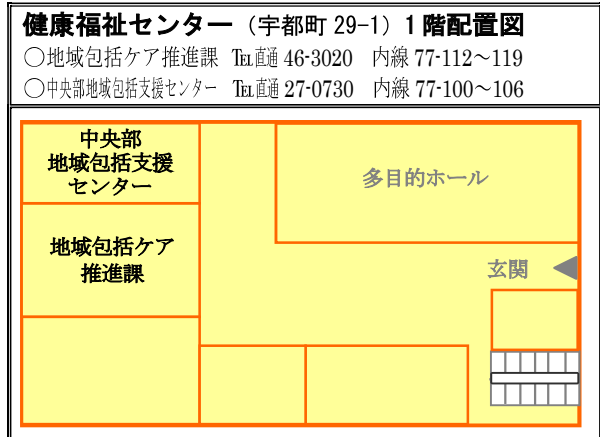 健康福祉センター（宇都町 29-1）1 階配置図
○地域包括ケア推進課 ℡直通 46-3020 内線 77-112～119
○中央部地域包括支援センター ℡直通 27-0730 内線 77-100～106
中央部
地域包括支援
センター
多目的ホール
地域包括ケア
推進課
玄関